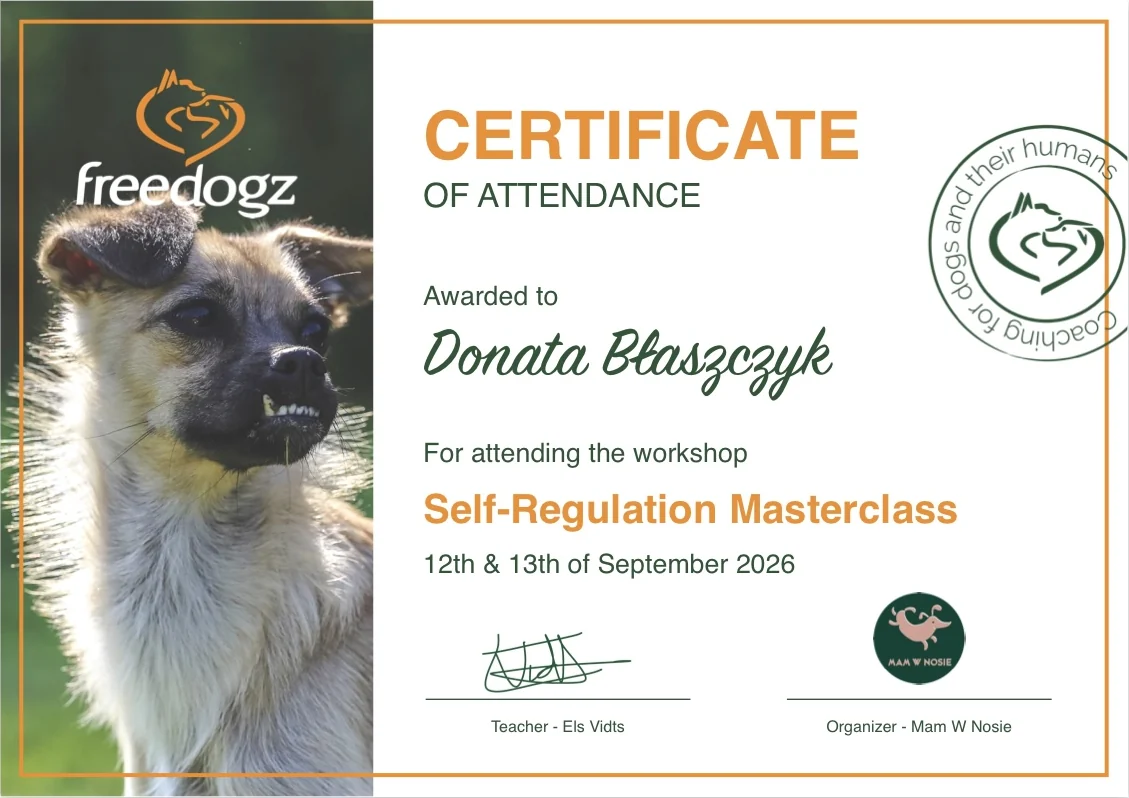 freedogz
CERTIFICATE
OF ATTENDANCE
Coaching for dogs and their humans
Awarded to
Donata Błaszczyk
For attending the workshop
Self-Regulation Masterclass
12th & 13th of September 2026
MAM W NOSIE
Teacher - Els Vidts
Organizer - Mam W Nosie